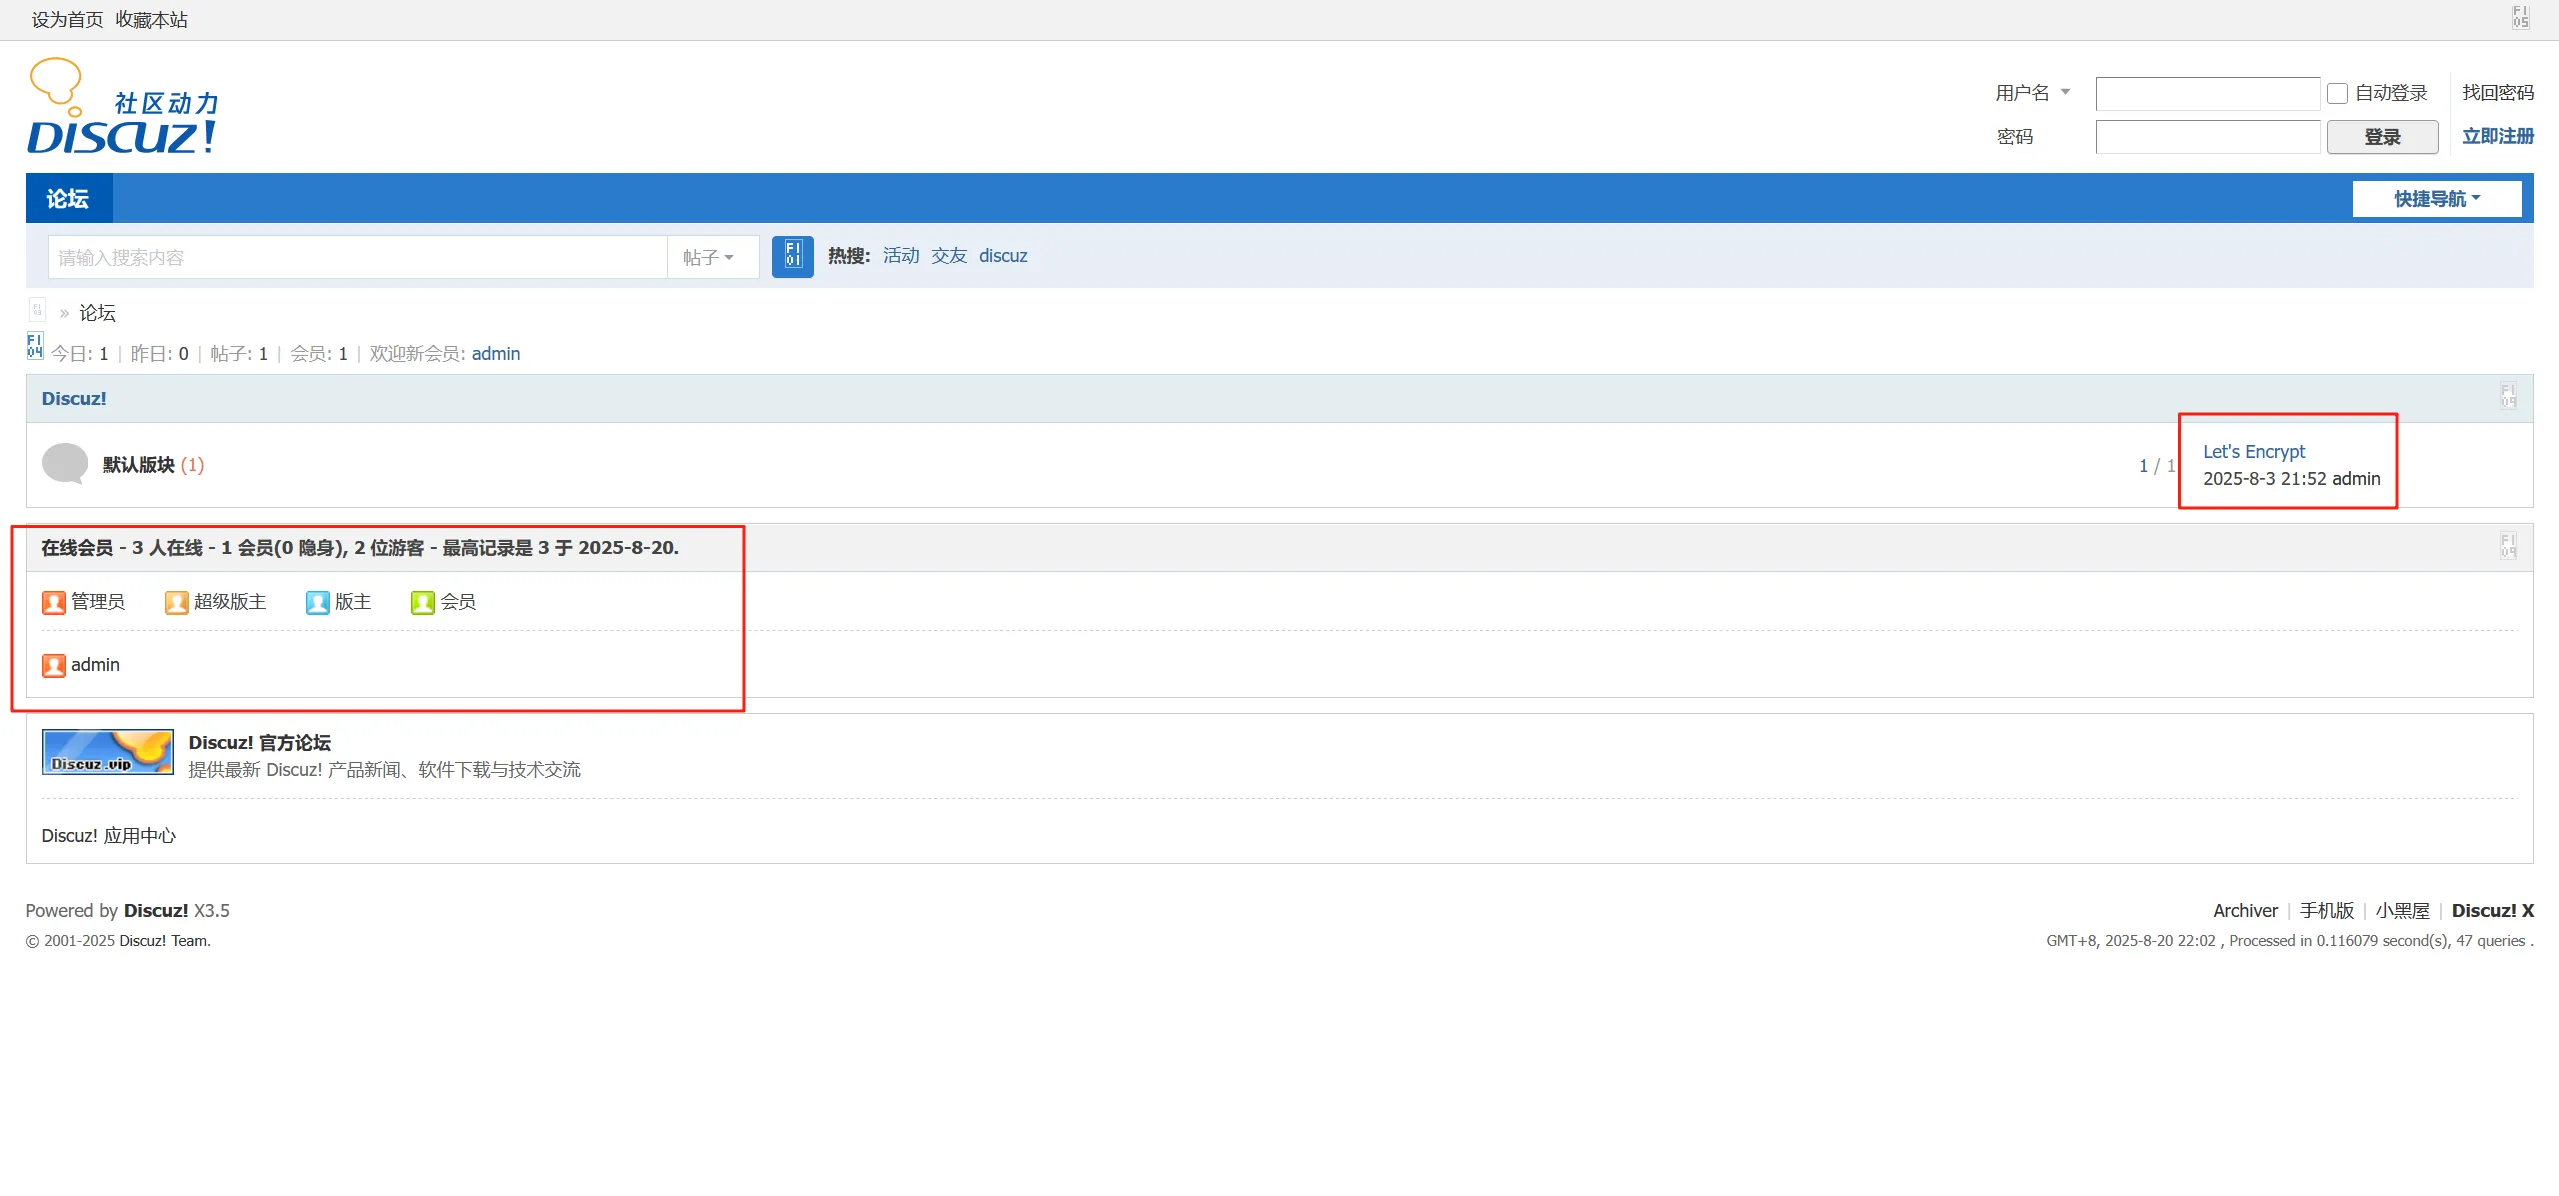 设为首页 收藏本站
社区动力
DISCUZ!
用户名 自动登录 找回密码
密码 登录 立即注册
论坛 快捷导航
请输入搜索内容 帖子 热搜: 活动 交友 discuz
» 论坛
今日: 1 | 昨日: 0 | 帖子: 1 | 会员: 1 | 欢迎新会员: admin
Discuz!
默认版块 (1) 1 / 1 Let's Encrypt
2025-8-3 21:52 admin
在线会员 - 3 人在线 - 1 会员(0 隐身), 2 位游客 - 最高记录是 3 于 2025-8-20.
管理员 超级版主 版主 会员
admin
Discuz.vip Discuz! 官方论坛
提供最新 Discuz! 产品新闻、软件下载与技术交流
Discuz! 应用中心
Powered by Discuz! X3.5 Archiver | 手机版 | 小黑屋 | Discuz! X
© 2001-2025 Discuz! Team. GMT+8, 2025-8-20 22:02 , Processed in 0.116079 second(s), 47 queries .